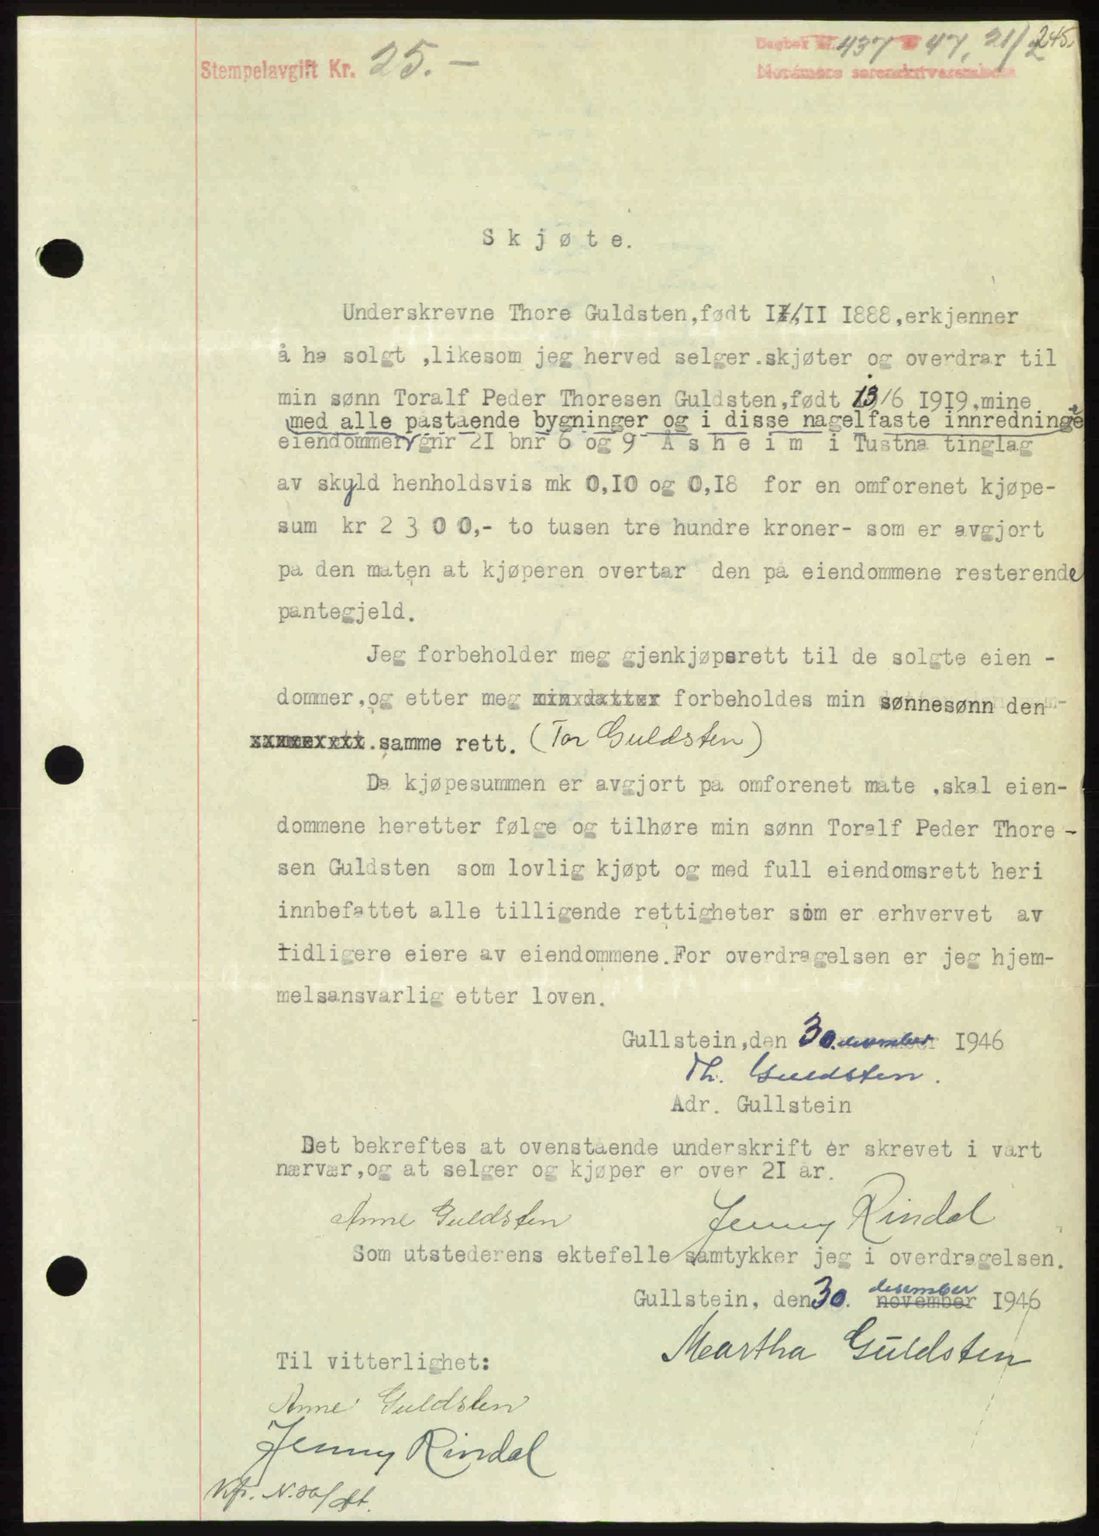 Stempelavgift Kr. 25.—
Dagbok nr. 437 47, 21/2 245.
Nordmøre sorenskriverembete
Skjøte.
Underskrevne Thore Guldsten,født II 1888,erkjenner
å ha solgt ,likesom jeg herved selger.skjøter og overdrar til
min sønn Toralf Peder Thoresen Guldsten,født 13/6 1919,mine
med alle påstående bygninger og i disse nagelfaste innredninger
eiendommer gnr 21 bnr 6 og 9 Åsheim i Tustna tinglag
av skyld henholdsvis mk 0,10 og 0,18 for en omforenet kjøpe-
sum kr 2300,- to tusen tre hundre kroner- som er avgjort
på den måten at kjøperen overtar den på eiendommene resterende
pantegjeld.
Jeg forbeholder meg gjenkjøpsrett til de solgte eien -
dommer,og etter meg min datter forbeholdes min sønnesønn den
samme rett. (Tor Guldsten)
Da kjøpesummen er avgjort på omforenet måte ,skal eien-
dommene heretter følge og tilhøre min sønn Toralf Peder Thore -
sen Guldsten som lovlig kjøpt og med full eiendomsrett heri
innbefattet alle tilligende rettigheter som er erhvervet av
tidligere eiere av eiendommene.For overdragelsen er jeg hjem-
melsansvarlig etter loven.
Gullstein,den 30. desember 1946
Th. Guldsten.
Adr. Gullstein
Det bekreftes at ovenstående underskrift er skrevet i vårt
nærvær,og at selger og kjøper er over 21 år.
Anne Guldsten Jenny Rindal
Som utstederens ektefelle samtykker jeg i overdragelsen.
desember
Gullstein, den 30. november 1946
Martha Guldsten
Til vitterlighet:
Anne Guldsten
Jenny Rindal